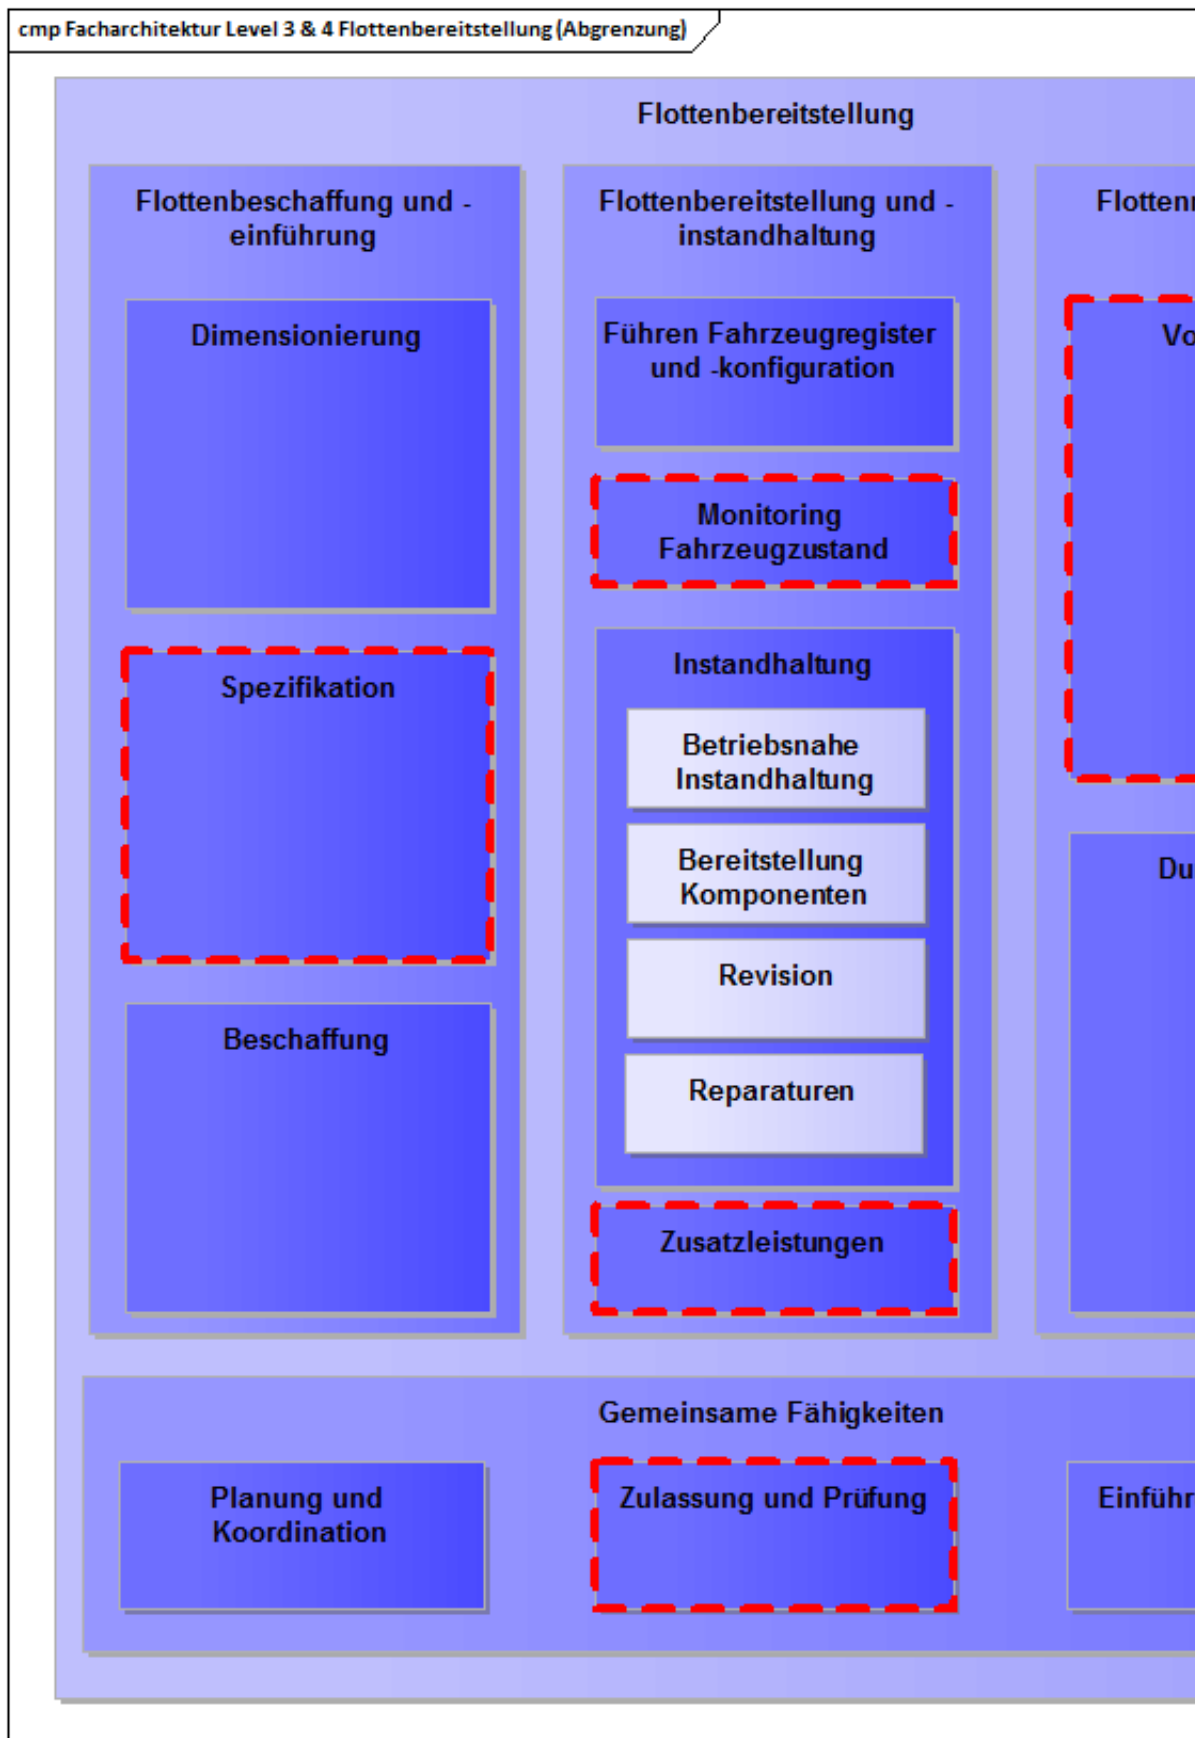 cmp Facharchitektur Level 3 & 4 Flottenbereitstellung (Abgrenzung)
Flottenbereitstellung
Flottenbeschaffung und -
einführung
Dimensionierung
Spezifikation
Beschaffung
Flottenbereitstellung und -
instandhaltung
Führen Fahrzeugregister
und -konfiguration
Monitoring
Fahrzeugzustand
Instandhaltung
Betriebsnahe
Instandhaltung
Bereitstellung
Komponenten
Revision
Reparaturen
Zusatzleistungen
Gemeinsame Fähigkeiten
Planung und
Koordination
Zulassung und Prüfung